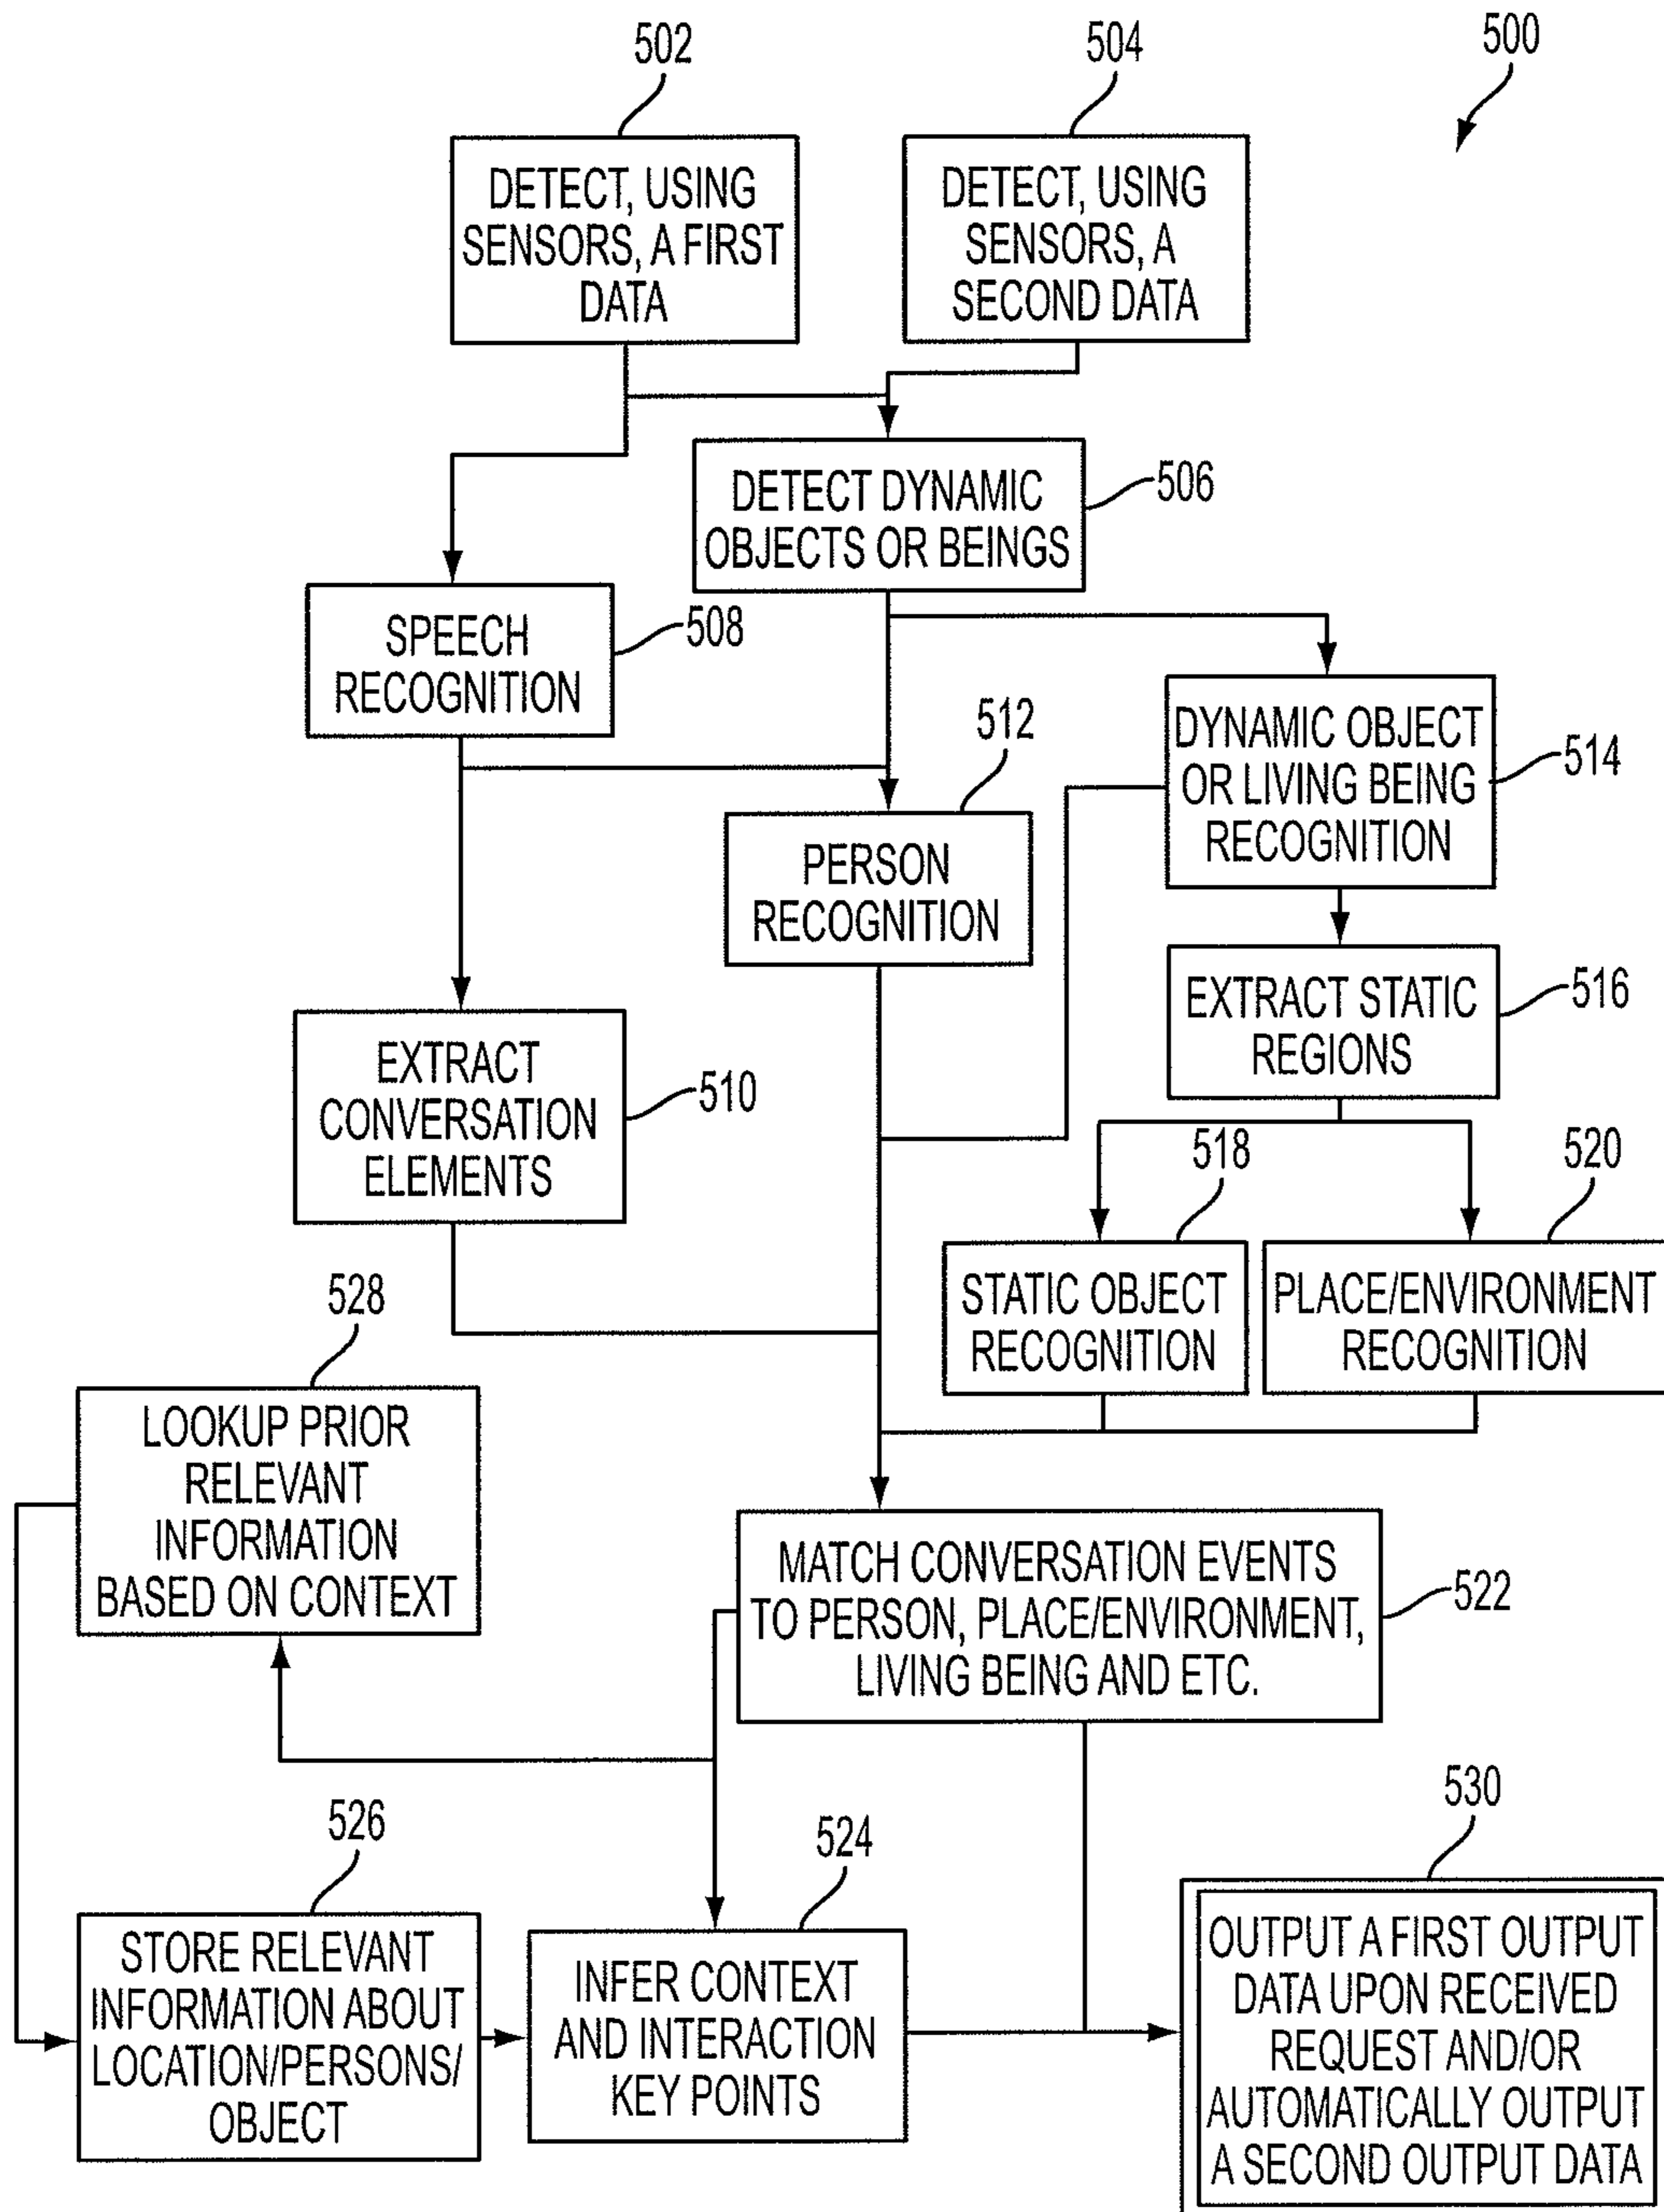 500
502
504
DETECT, USING
SENSORS, A FIRST
DATA
DETECT, USING
SENSORS, A
SECOND DATA
DETECT DYNAMIC
OBJECTS OR BEINGS
506
SPEECH
RECOGNITION
508
512
PERSON
RECOGNITION
DYNAMIC OBJECT
OR LIVING BEING
RECOGNITION
514
EXTRACT STATIC
REGIONS
516
EXTRACT
CONVERSATION
ELEMENTS
510
518
520
STATIC OBJECT
RECOGNITION
PLACE/ENVIRONMENT
RECOGNITION
528
LOOKUP PRIOR
RELEVANT
INFORMATION
BASED ON CONTEXT
MATCH CONVERSATION EVENTS
TO PERSON, PLACE/ENVIRONMENT,
LIVING BEING AND ETC.
522
526
STORE RELEVANT
INFORMATION ABOUT
LOCATION/PERSONS/
OBJECT
524
INFER CONTEXT
AND INTERACTION
KEY POINTS
530
OUTPUT A FIRST OUTPUT
DATA UPON RECEIVED
REQUEST AND/OR
AUTOMATICALLY OUTPUT
A SECOND OUTPUT DATA